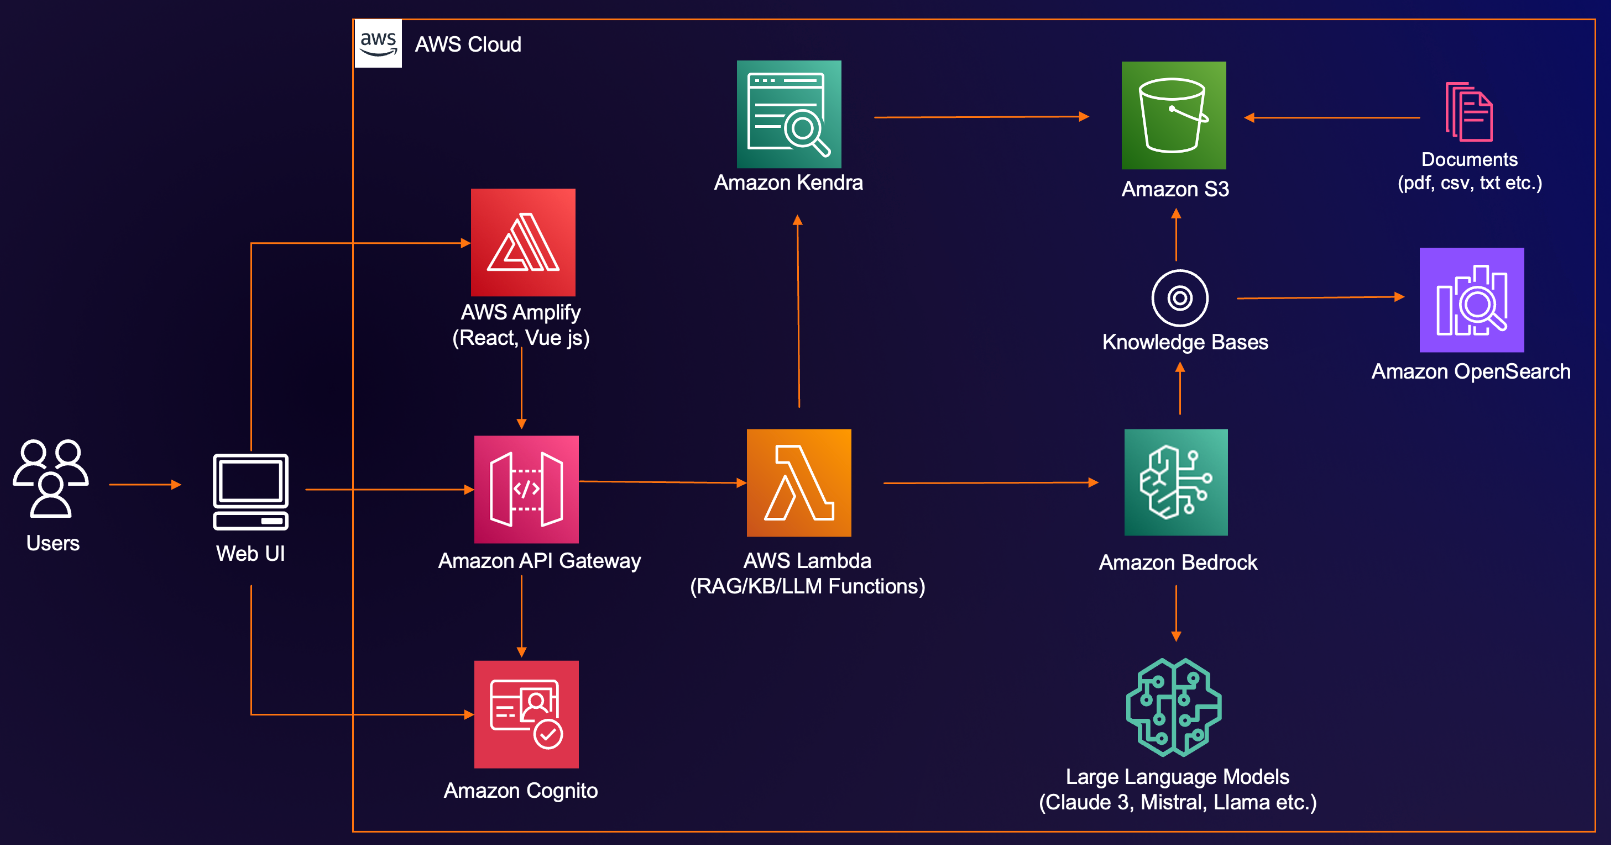 aws
AWS Cloud
Amazon Kendra
Amazon S3
Documents
(pdf, csv, txt etc.)
AWS Amplify
(React, Vue js)
Knowledge Bases
Amazon OpenSearch
Users
Web UI
</>
Amazon API Gateway
AWS Lambda
(RAG/KB/LLM Functions)
Amazon Bedrock
Amazon Cognito
Large Language Models
(Claude 3, Mistral, Llama etc.)